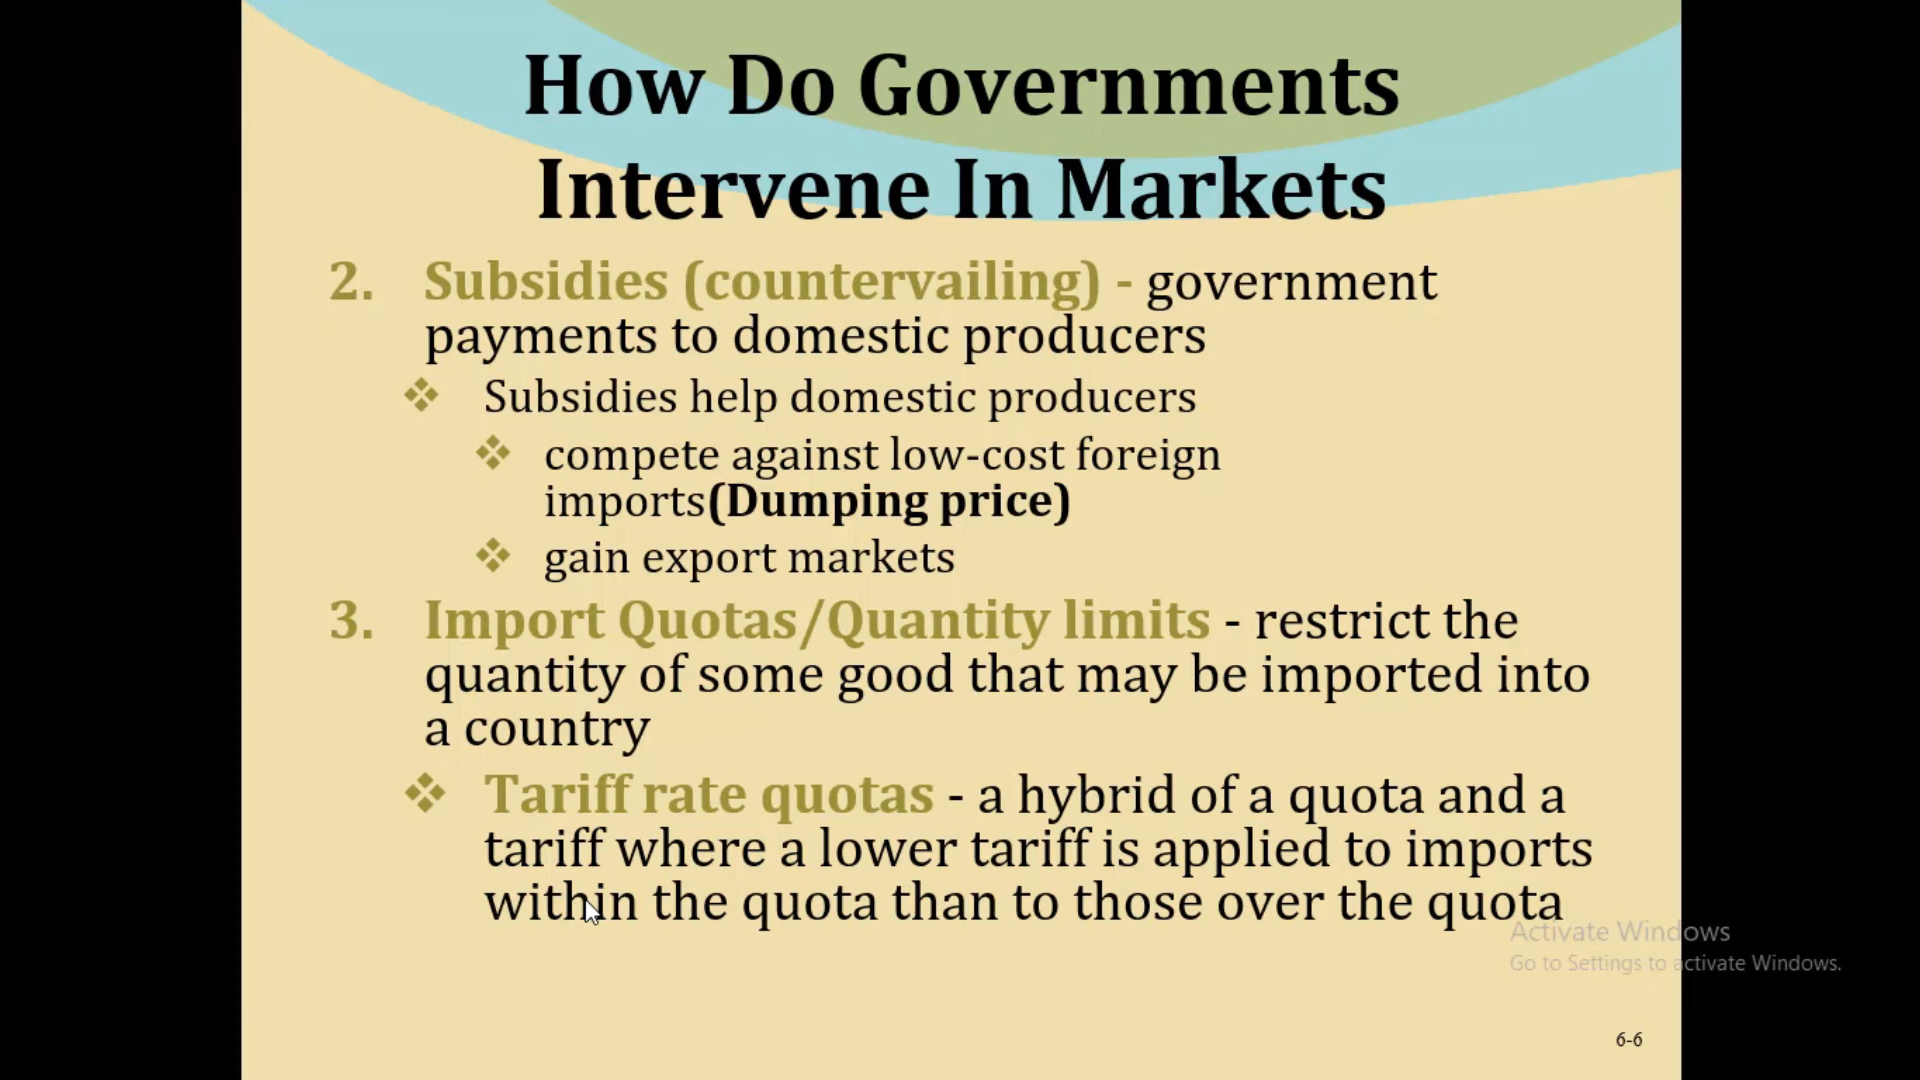 How Do Governments
Intervene In Markets
2. Subsidies (countervailing) - government
payments to domestic producers
Subsidies help domestic producers
compete against low-cost foreign
imports(Dumping price)
gain export markets
3. Import Quotas/Quantity limits - restrict the
quantity of some good that may be imported into
a country
Tariff rate quotas - a hybrid of a quota and a
tariff where a lower tariff is applied to imports
within the quota than to those over the quota
Activate Windows
Go to Settings to activate Windows.
6-6